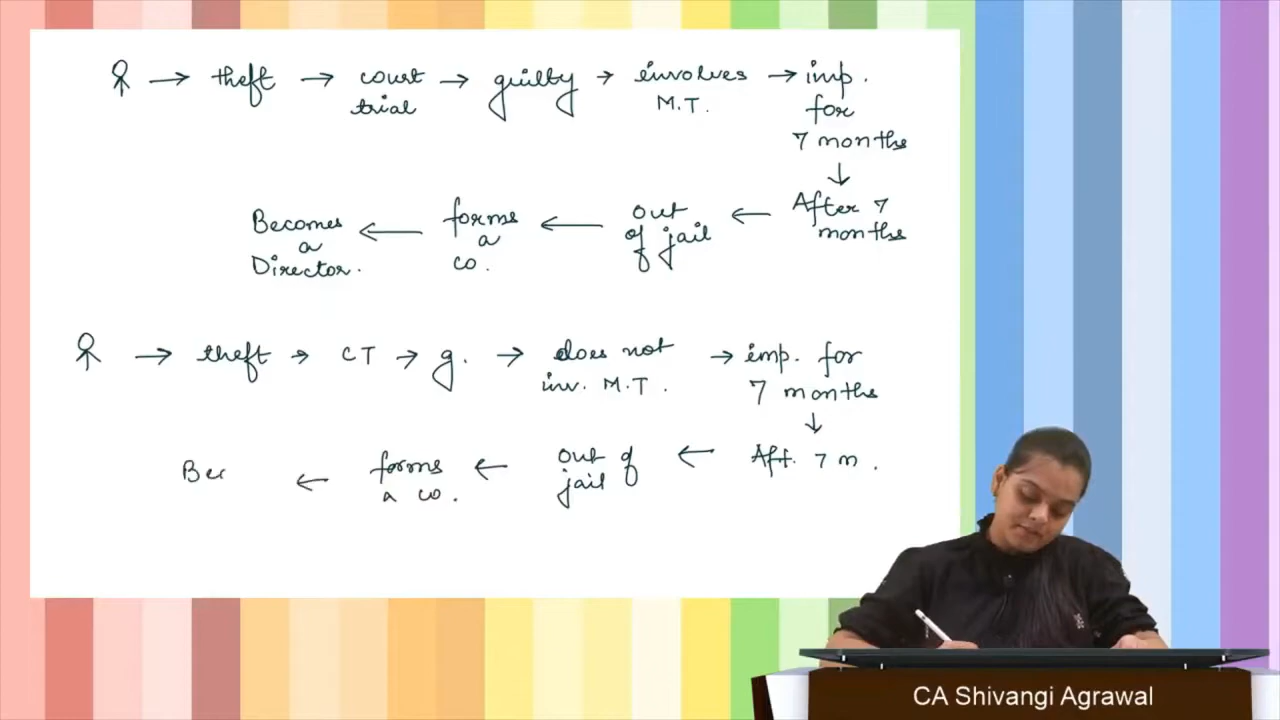 → theft → court → guilty → involves → imp.
trial M.T. for
7 months
↓
Becomes ← forms ← out ← After 7
a a of jail months
Director. co.
→ theft → CT → g. → does not → imp. for
inv. M.T. 7 months
↓
Bec ← forms ← out of ← Aft. 7 m.
a co. jail
CA Shivangi Agrawal